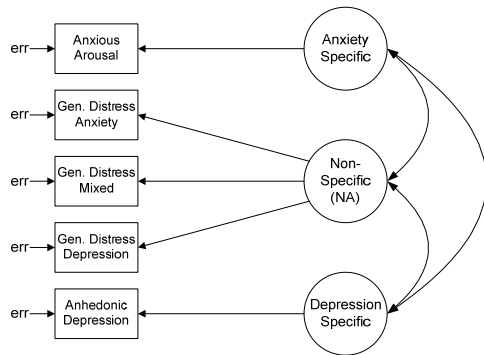 err
Anxious
Arousal
Anxiety
Specific
err
Gen. Distress
Anxiety
err
Gen. Distress
Mixed
Non-
Specific
(NA)
err
Gen. Distress
Depression
err
Anhedonic
Depression
Depression
Specific